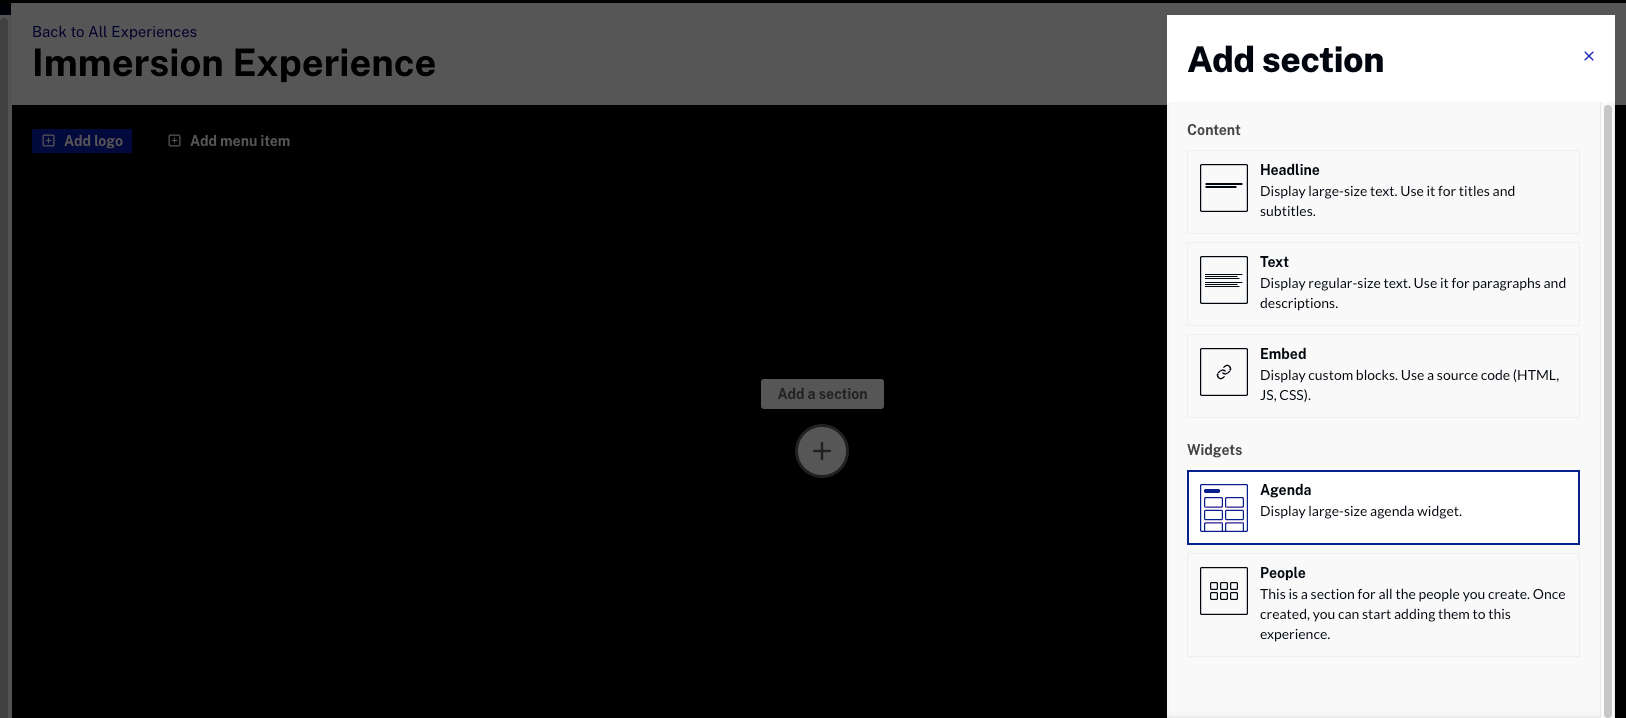 Back to All Experiences
Immersion Experience
Add logo
Add menu item
Add a section
Add section
Content
Headline
Display large-size text. Use it for titles and
subtitles.
Text
Display regular-size text. Use it for paragraphs and
descriptions.
Embed
Display custom blocks. Use a source code (HTML,
JS, CSS).
Widgets
Agenda
Display large-size agenda widget.
People
This is a section for all the people you create. Once
created, you can start adding them to this
experience.